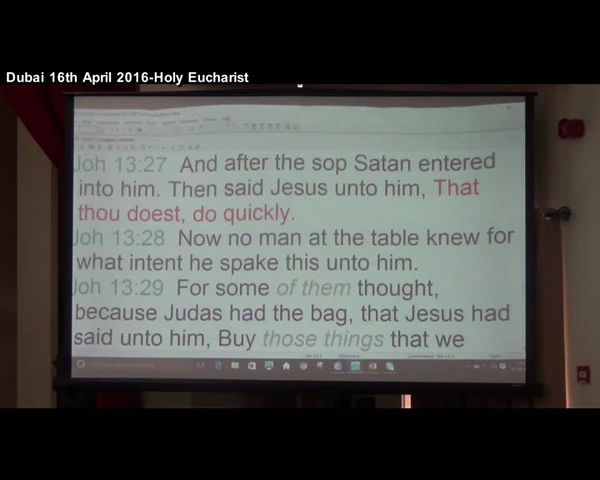 Dubai 16th April 2016-Holy Eucharist
Joh 13:27 And after the sop Satan entered
into him. Then said Jesus unto him, That
thou doest, do quickly.
Joh 13:28 Now no man at the table knew for
what intent he spake this unto him.
Joh 13:29 For some of them thought,
because Judas had the bag, that Jesus had
said unto him, Buy those things that we